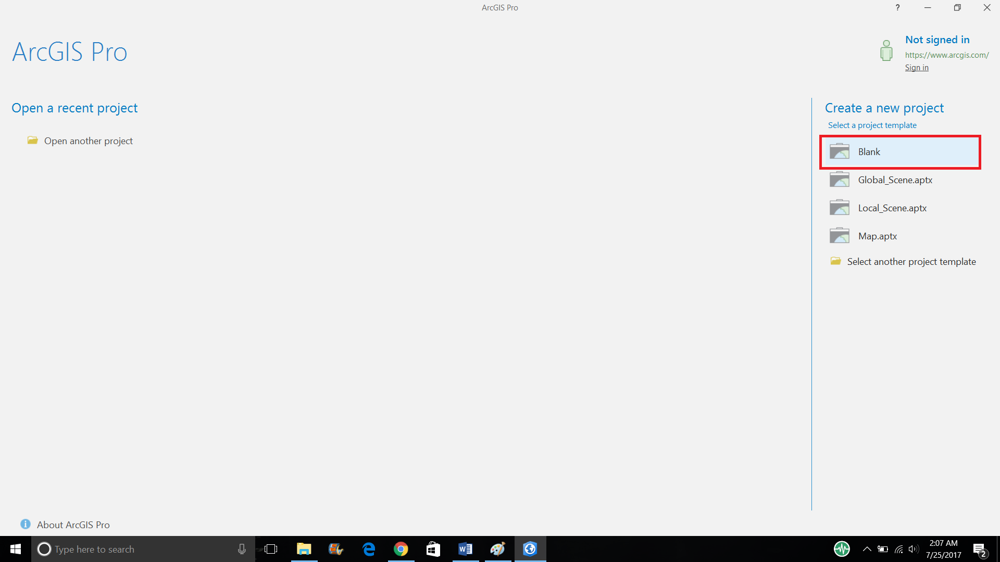 ArcGIS Pro
?
ArcGIS Pro
Not signed in
https://www.arcgis.com/
Sign in
Open a recent project
Open another project
Create a new project
Select a project template
Blank
Global_Scene.aptx
Local_Scene.aptx
Map.aptx
Select another project template
About ArcGIS Pro
Type here to search
2:07 AM
7/25/2017
2